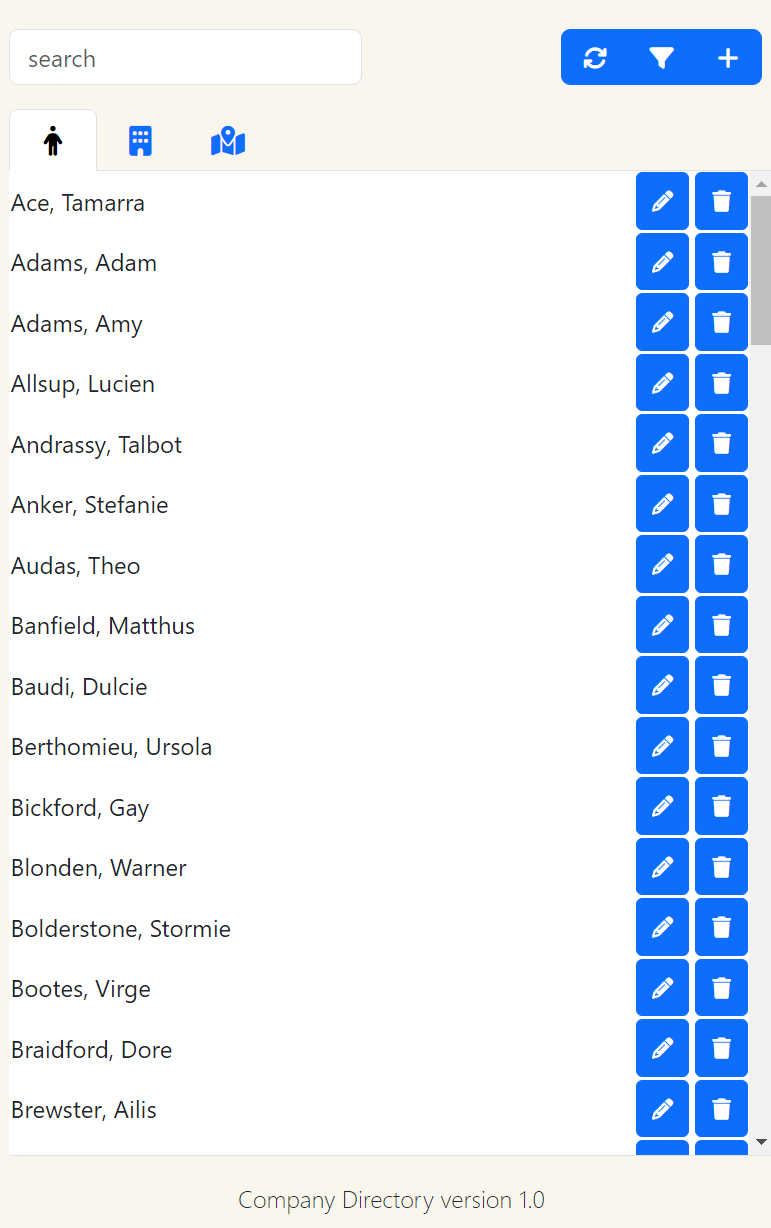 search
Ace, Tamarra
Adams, Adam
Adams, Amy
Allsup, Lucien
Andrassy, Talbot
Anker, Stefanie
Audas, Theo
Banfield, Matthus
Baudi, Dulcie
Berthomieu, Ursola
Bickford, Gay
Blonden, Warner
Bolderstone, Stormie
Bootes, Virge
Braidford, Dore
Brewster, Ailis
Company Directory version 1.0